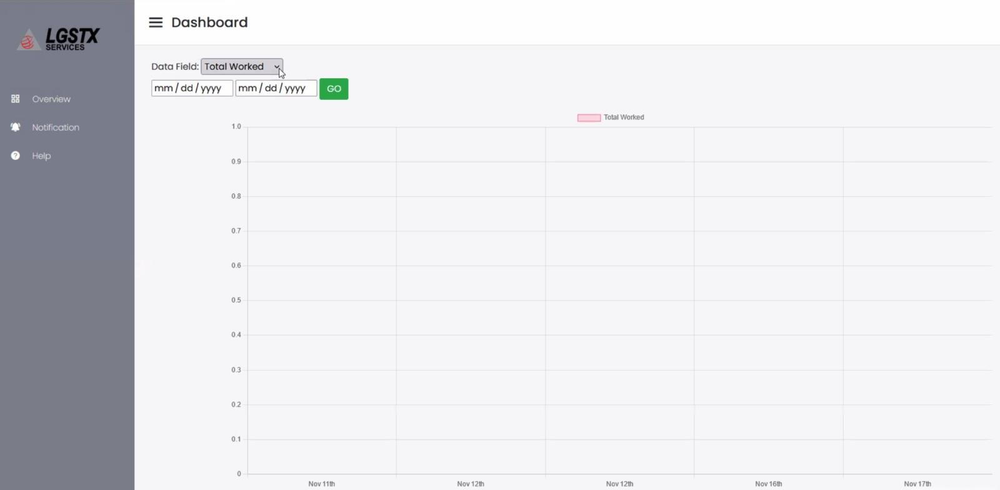 LGSTX
SERVICES
Overview
Notification
Help
Dashboard
Data Field: Total Worked
mm / dd / yyyy mm / dd / yyyy GO
Total Worked
1.0
0.9
0.8
0.7
0.6
0.5
0.4
0.3
0.2
0.1
0
Nov 11th Nov 12th Nov 12th Nov 16th Nov 17th